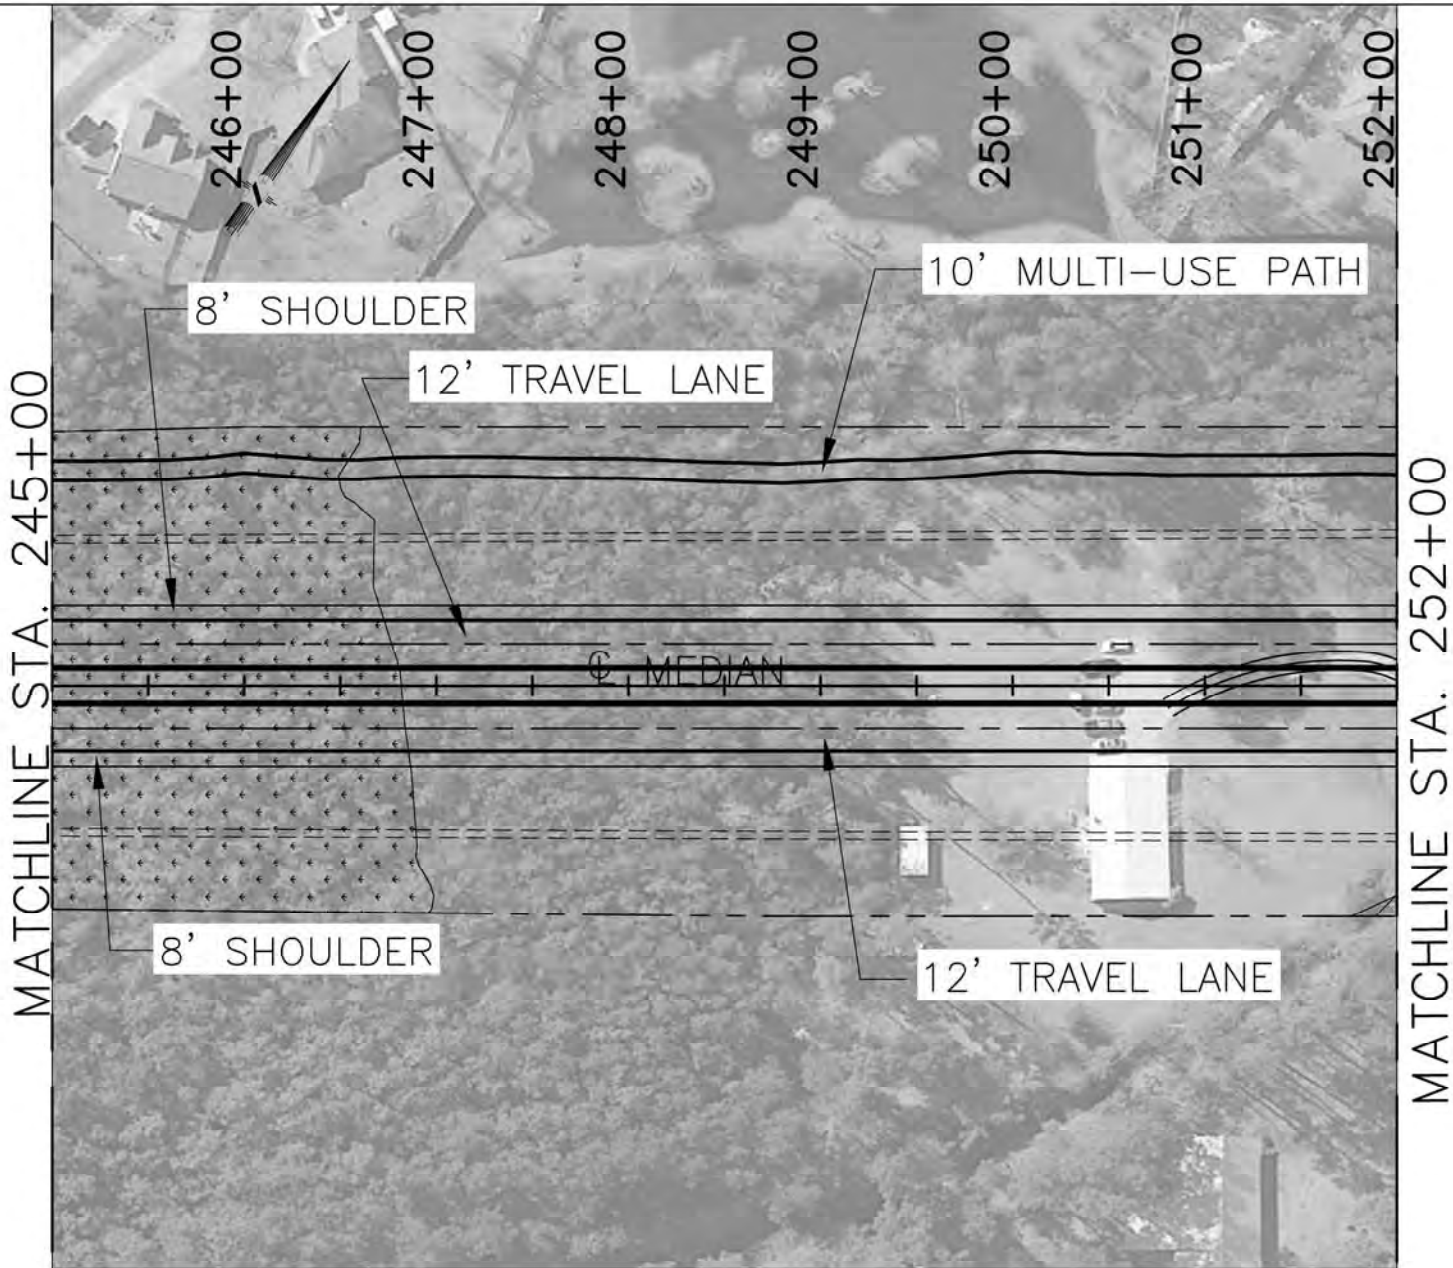 246+00
247+00
248+00
249+00
250+00
251+00
252+00
10' MULTI-USE PATH
8' SHOULDER
12' TRAVEL LANE
MATCHLINE STA. 245+00
MATCHLINE STA. 252+00
℄ MEDIAN
8' SHOULDER
12' TRAVEL LANE